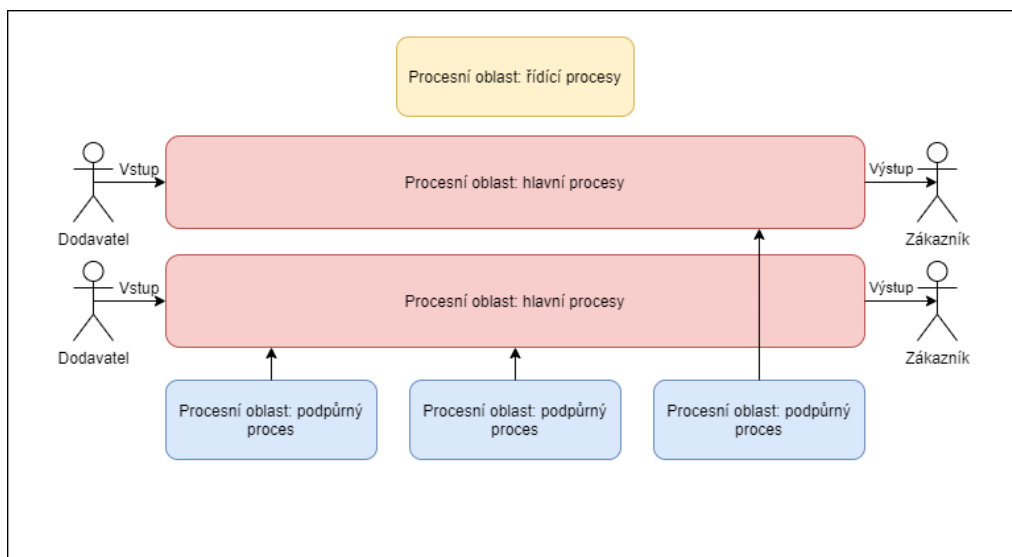 Procesní oblast: řídící procesy
Vstup
Procesní oblast: hlavní procesy
Výstup
Dodavatel
Zákazník
Vstup
Procesní oblast: hlavní procesy
Výstup
Dodavatel
Zákazník
Procesní oblast: podpůrný
proces
Procesní oblast: podpůrný
proces
Procesní oblast: podpůrný
proces